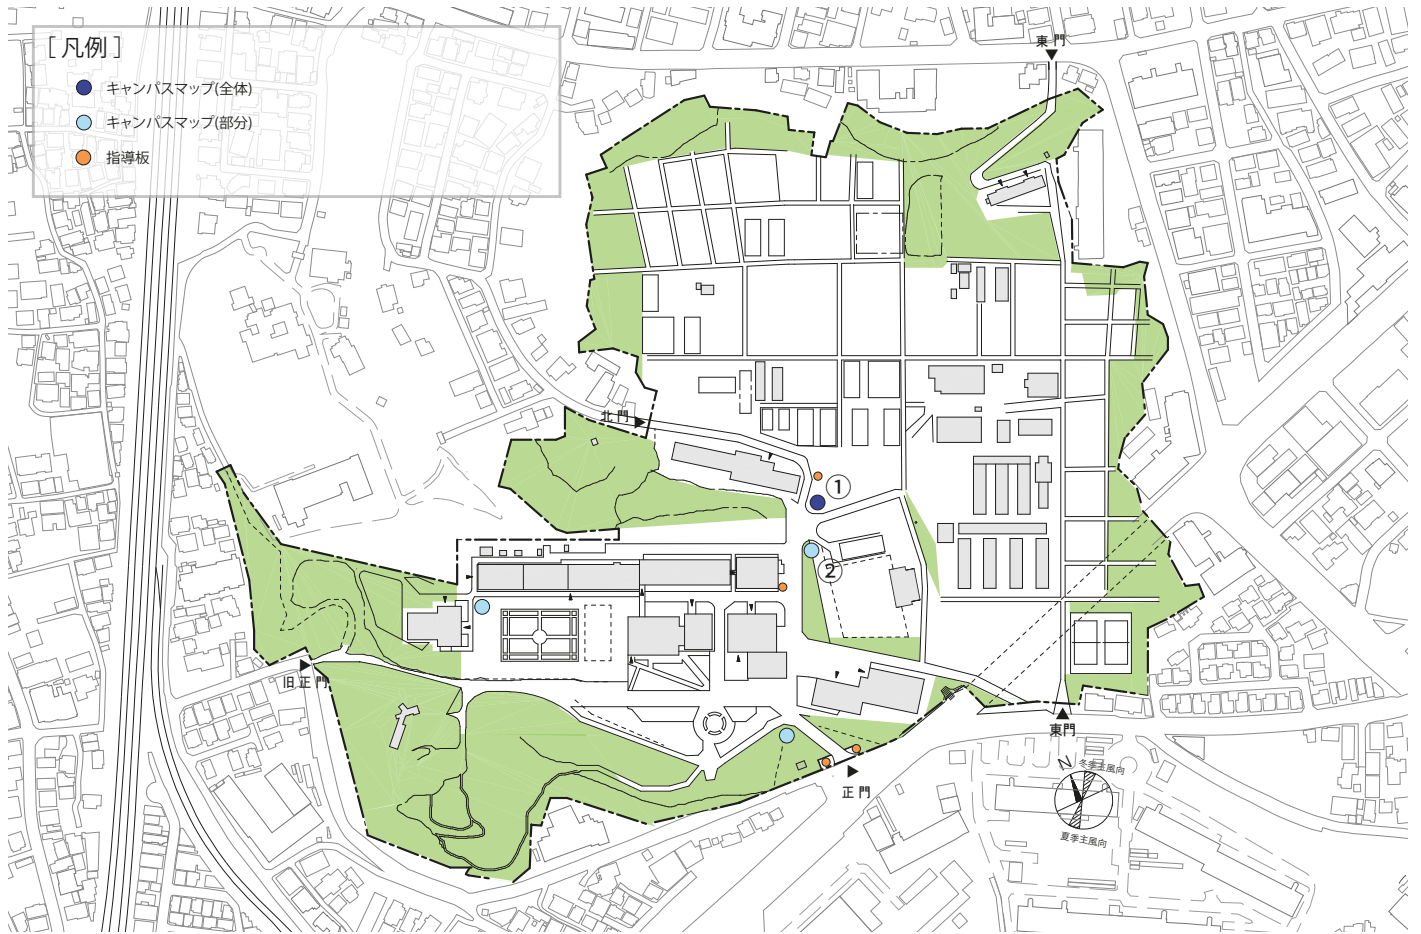 [ 凡例 ]
キャンパスマップ(全体)
キャンパスマップ(部分)
指導板
東門
北門
①
②
旧正門
東門
正門
N
冬季主風向
夏季主風向